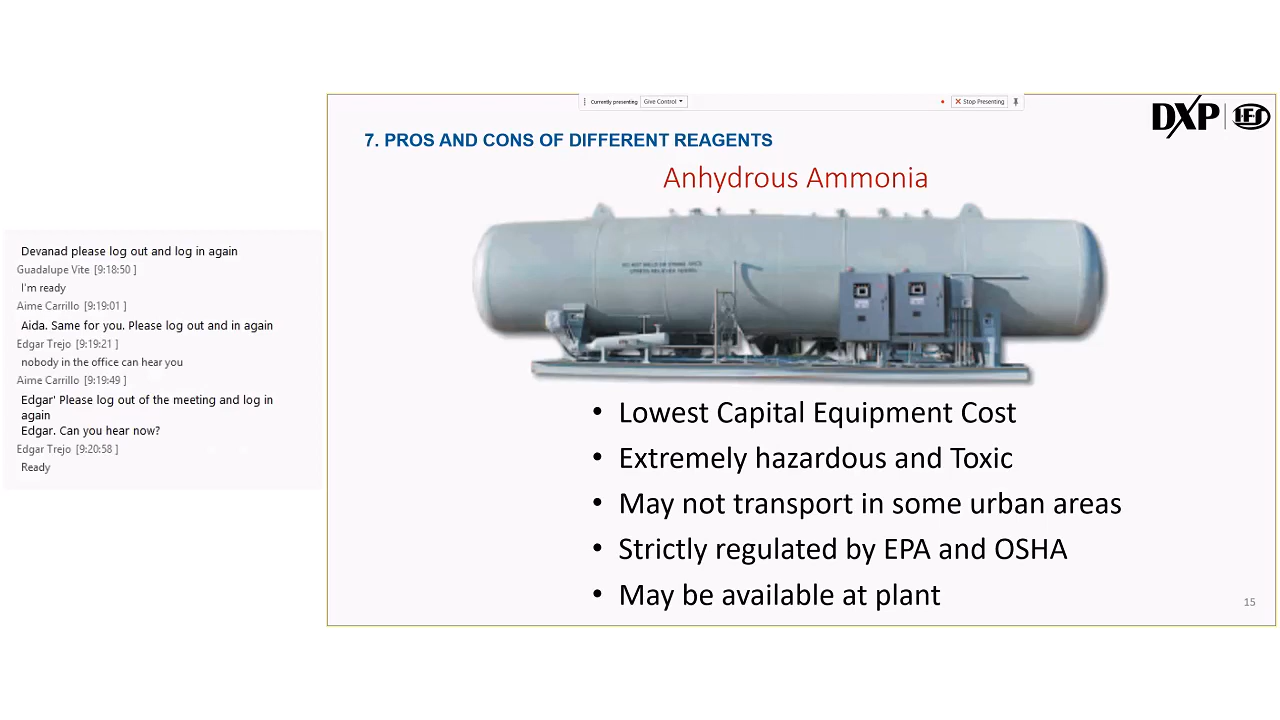 Devanad please log out and log in again
Guadalupe Vite [9:18:50 ]
I'm ready
Aime Carrillo [9:19:01 ]
Aida. Same for you. Please log out and in again
Edgar Trejo [9:19:21 ]
nobody in the office can hear you
Aime Carrillo [9:19:49 ]
Edgar' Please log out of the meeting and log in
again
Edgar. Can you hear now?
Edgar Trejo [9:20:58 ]
Ready
Currently presenting Give Control Stop Presenting
DXP IFS
7. PROS AND CONS OF DIFFERENT REAGENTS
Anhydrous Ammonia
• Lowest Capital Equipment Cost
• Extremely hazardous and Toxic
• May not transport in some urban areas
• Strictly regulated by EPA and OSHA
• May be available at plant
15